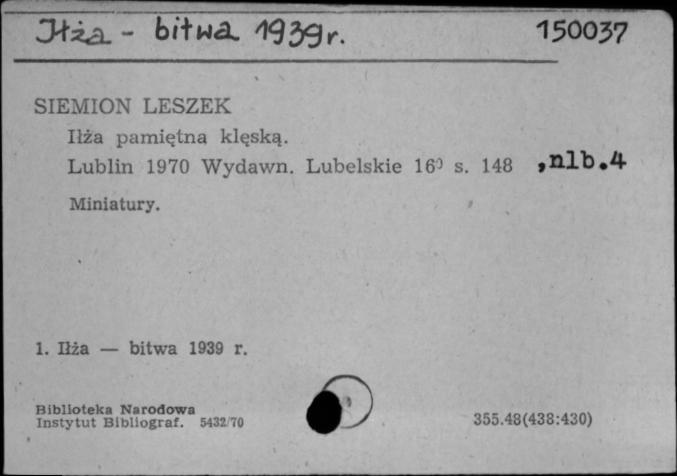 Iłża - bitwa 1939r. 150037
SIEMION LESZEK
Iłża pamiętna klęską.
Lublin 1970 Wydawn. Lubelskie 16⁰ s. 148 ,nlb.4
Miniatury.
1. Iłża — bitwa 1939 r.
Biblioteka Narodowa
Instytut Bibliograf. 5432/70 355.48(438:430)